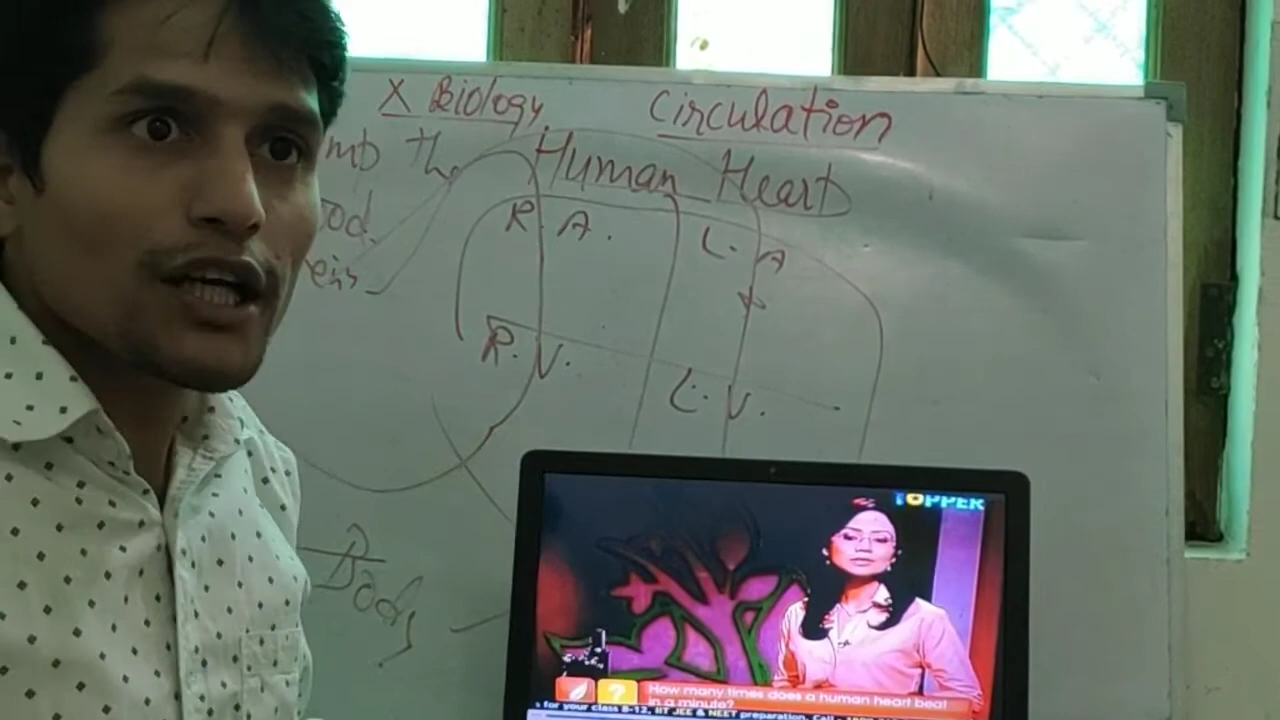 X Biology Circulation
the Human Heart
R. A. L. A
R. V. L. V.
Body
TOPPER
How many times does a human heart beat
in a minute?
for your class 8-12, IIT JEE & NEET preparation. Call